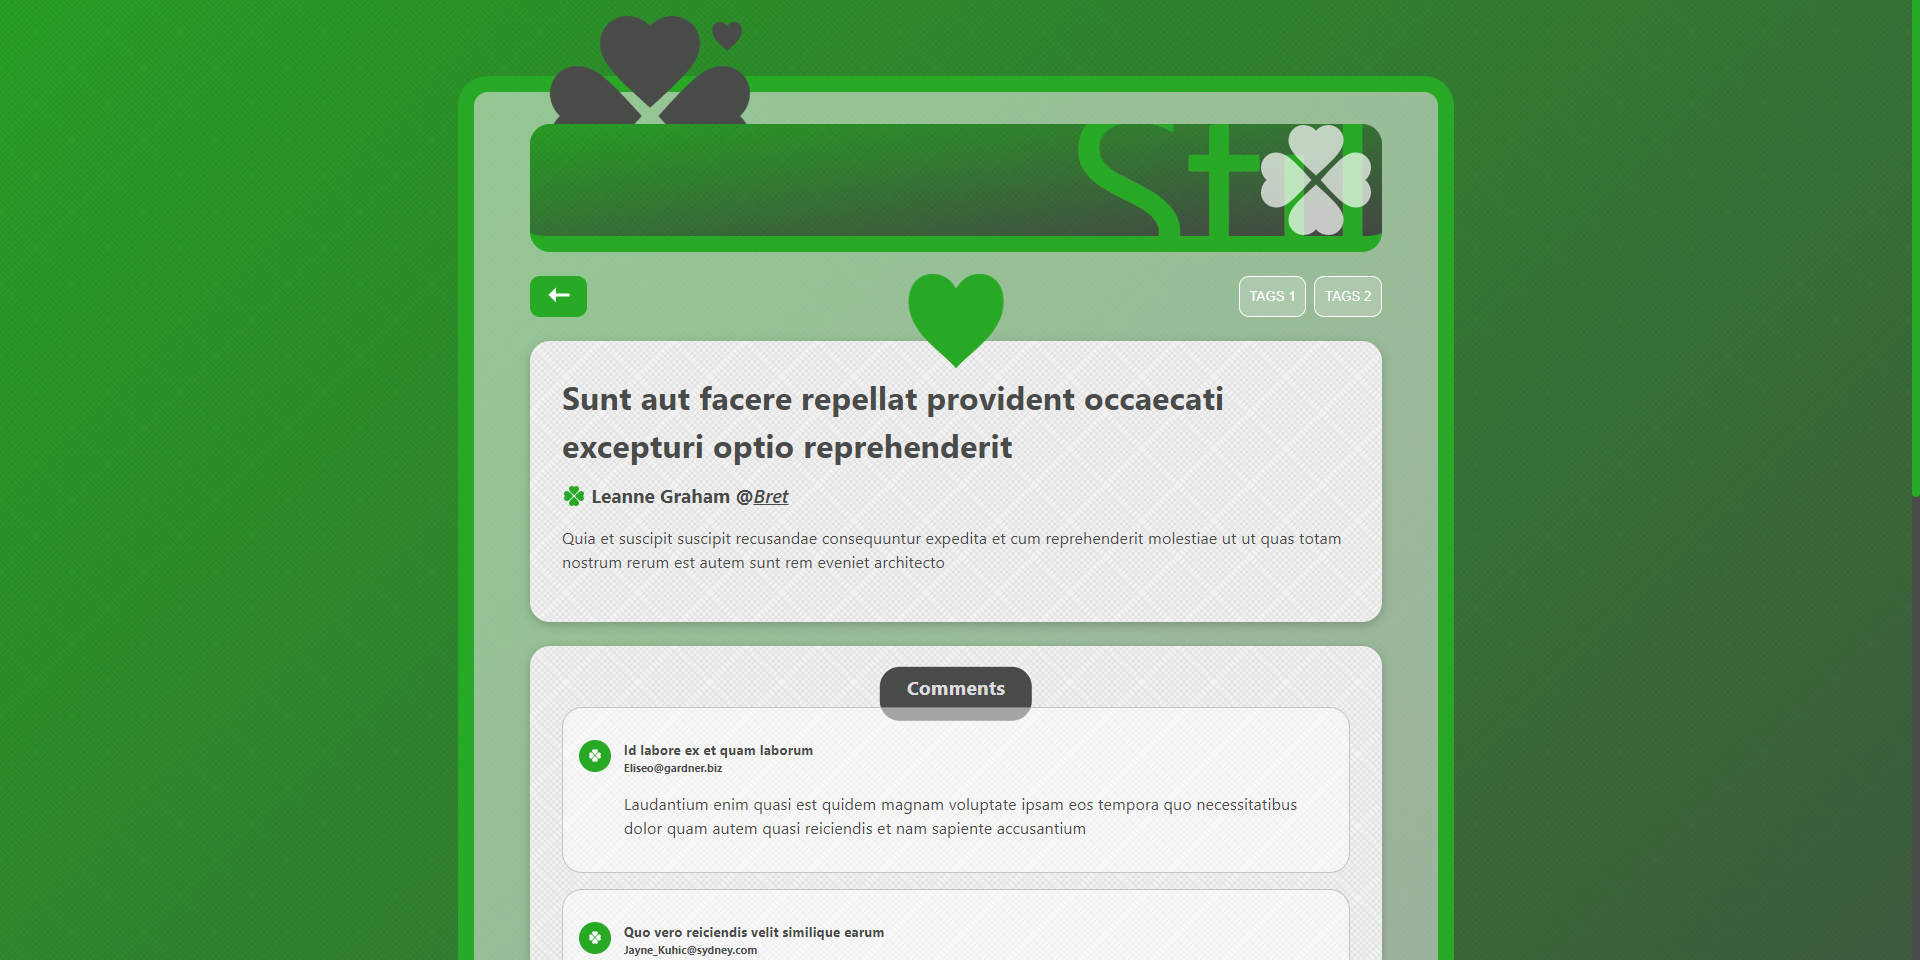 St
TAGS 1
TAGS 2
Sunt aut facere repellat provident occaecati
excepturi optio reprehenderit
Leanne Graham @Bret
Quia et suscipit suscipit recusandae consequuntur expedita et cum reprehenderit molestiae ut ut quas totam
nostrum rerum est autem sunt rem eveniet architecto
Comments
Id labore ex et quam laborum
Eliseo@gardner.biz
Laudantium enim quasi est quidem magnam voluptate ipsam eos tempora quo necessitatibus
dolor quam autem quasi reiciendis et nam sapiente accusantium
Quo vero reiciendis velit similique earum
Jayne_Kuhic@sydney.com